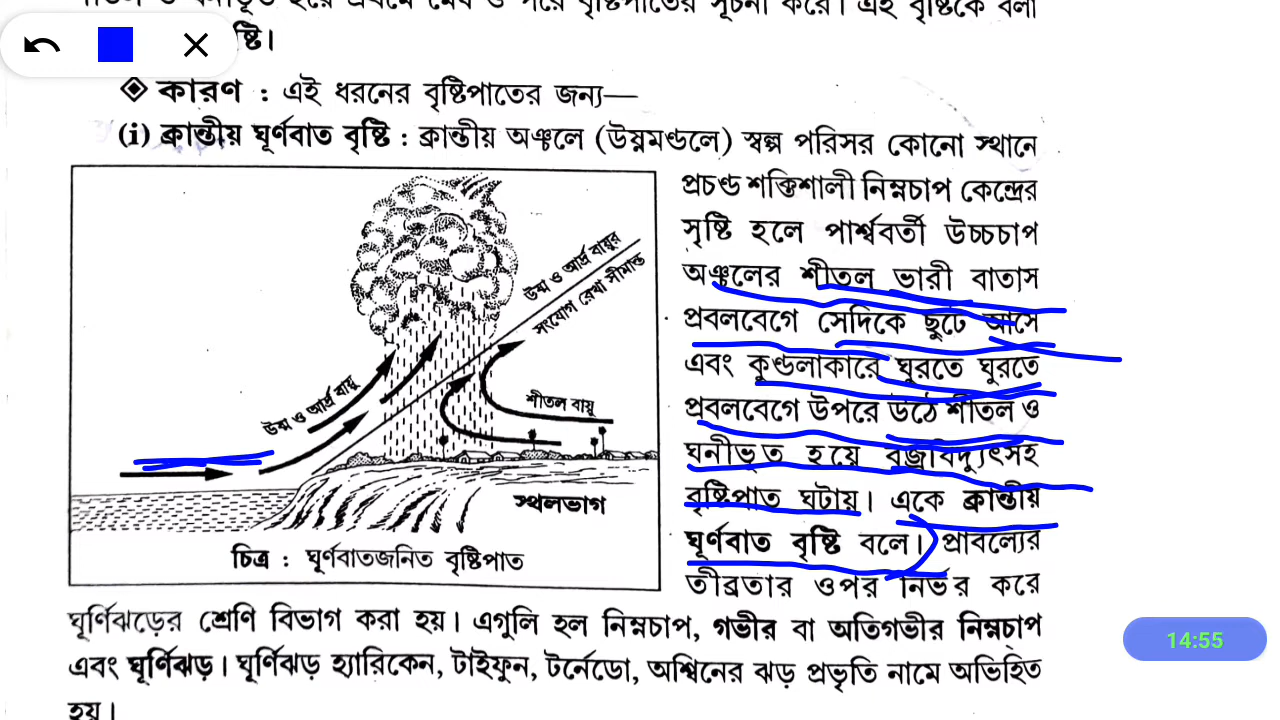 বৃষ্টিপাতের সূচনা করে। এই বৃষ্টিকে বলা
ষ্টি।
কারণ : এই ধরনের বৃষ্টিপাতের জন্য—
(i) ক্রান্তীয় ঘূর্ণবাত বৃষ্টি : ক্রান্তীয় অঞ্চলে (উষ্ণমণ্ডলে) স্বল্প পরিসর কোনো স্থানে
প্রচণ্ড শক্তিশালী নিম্নচাপ কেন্দ্রের
সৃষ্টি হলে পার্শ্ববর্তী উচ্চচাপ
অঞ্চলের শীতল ভারী বাতাস
প্রবলবেগে সেদিকে ছুটে আসে
এবং কুণ্ডলাকারে ঘুরতে ঘুরতে
প্রবলবেগে উপরে উঠে শীতল ও
ঘনীভূত হয়ে বজ্রবিদ্যুৎসহ
বৃষ্টিপাত ঘটায়। একে ক্রান্তীয়
ঘূর্ণবাত বৃষ্টি বলে। প্রাবল্যের
তীব্রতার ওপর নির্ভর করে
উষ্ণ ও আর্দ্র বায়ুর
সংযোগ রেখা সীমান্ত
উষ্ণ ও আর্দ্র বায়ু
শীতল বায়ু
স্থলভাগ
চিত্র : ঘূর্ণবাতজনিত বৃষ্টিপাত
ঘূর্ণিঝড়ের শ্রেণি বিভাগ করা হয়। এগুলি হল নিম্নচাপ, গভীর বা অতিগভীর নিম্নচাপ
এবং ঘূর্ণিঝড়। ঘূর্ণিঝড় হ্যারিকেন, টাইফুন, টর্নেডো, অশ্বিনের ঝড় প্রভৃতি নামে অভিহিত
হয়।
14:55